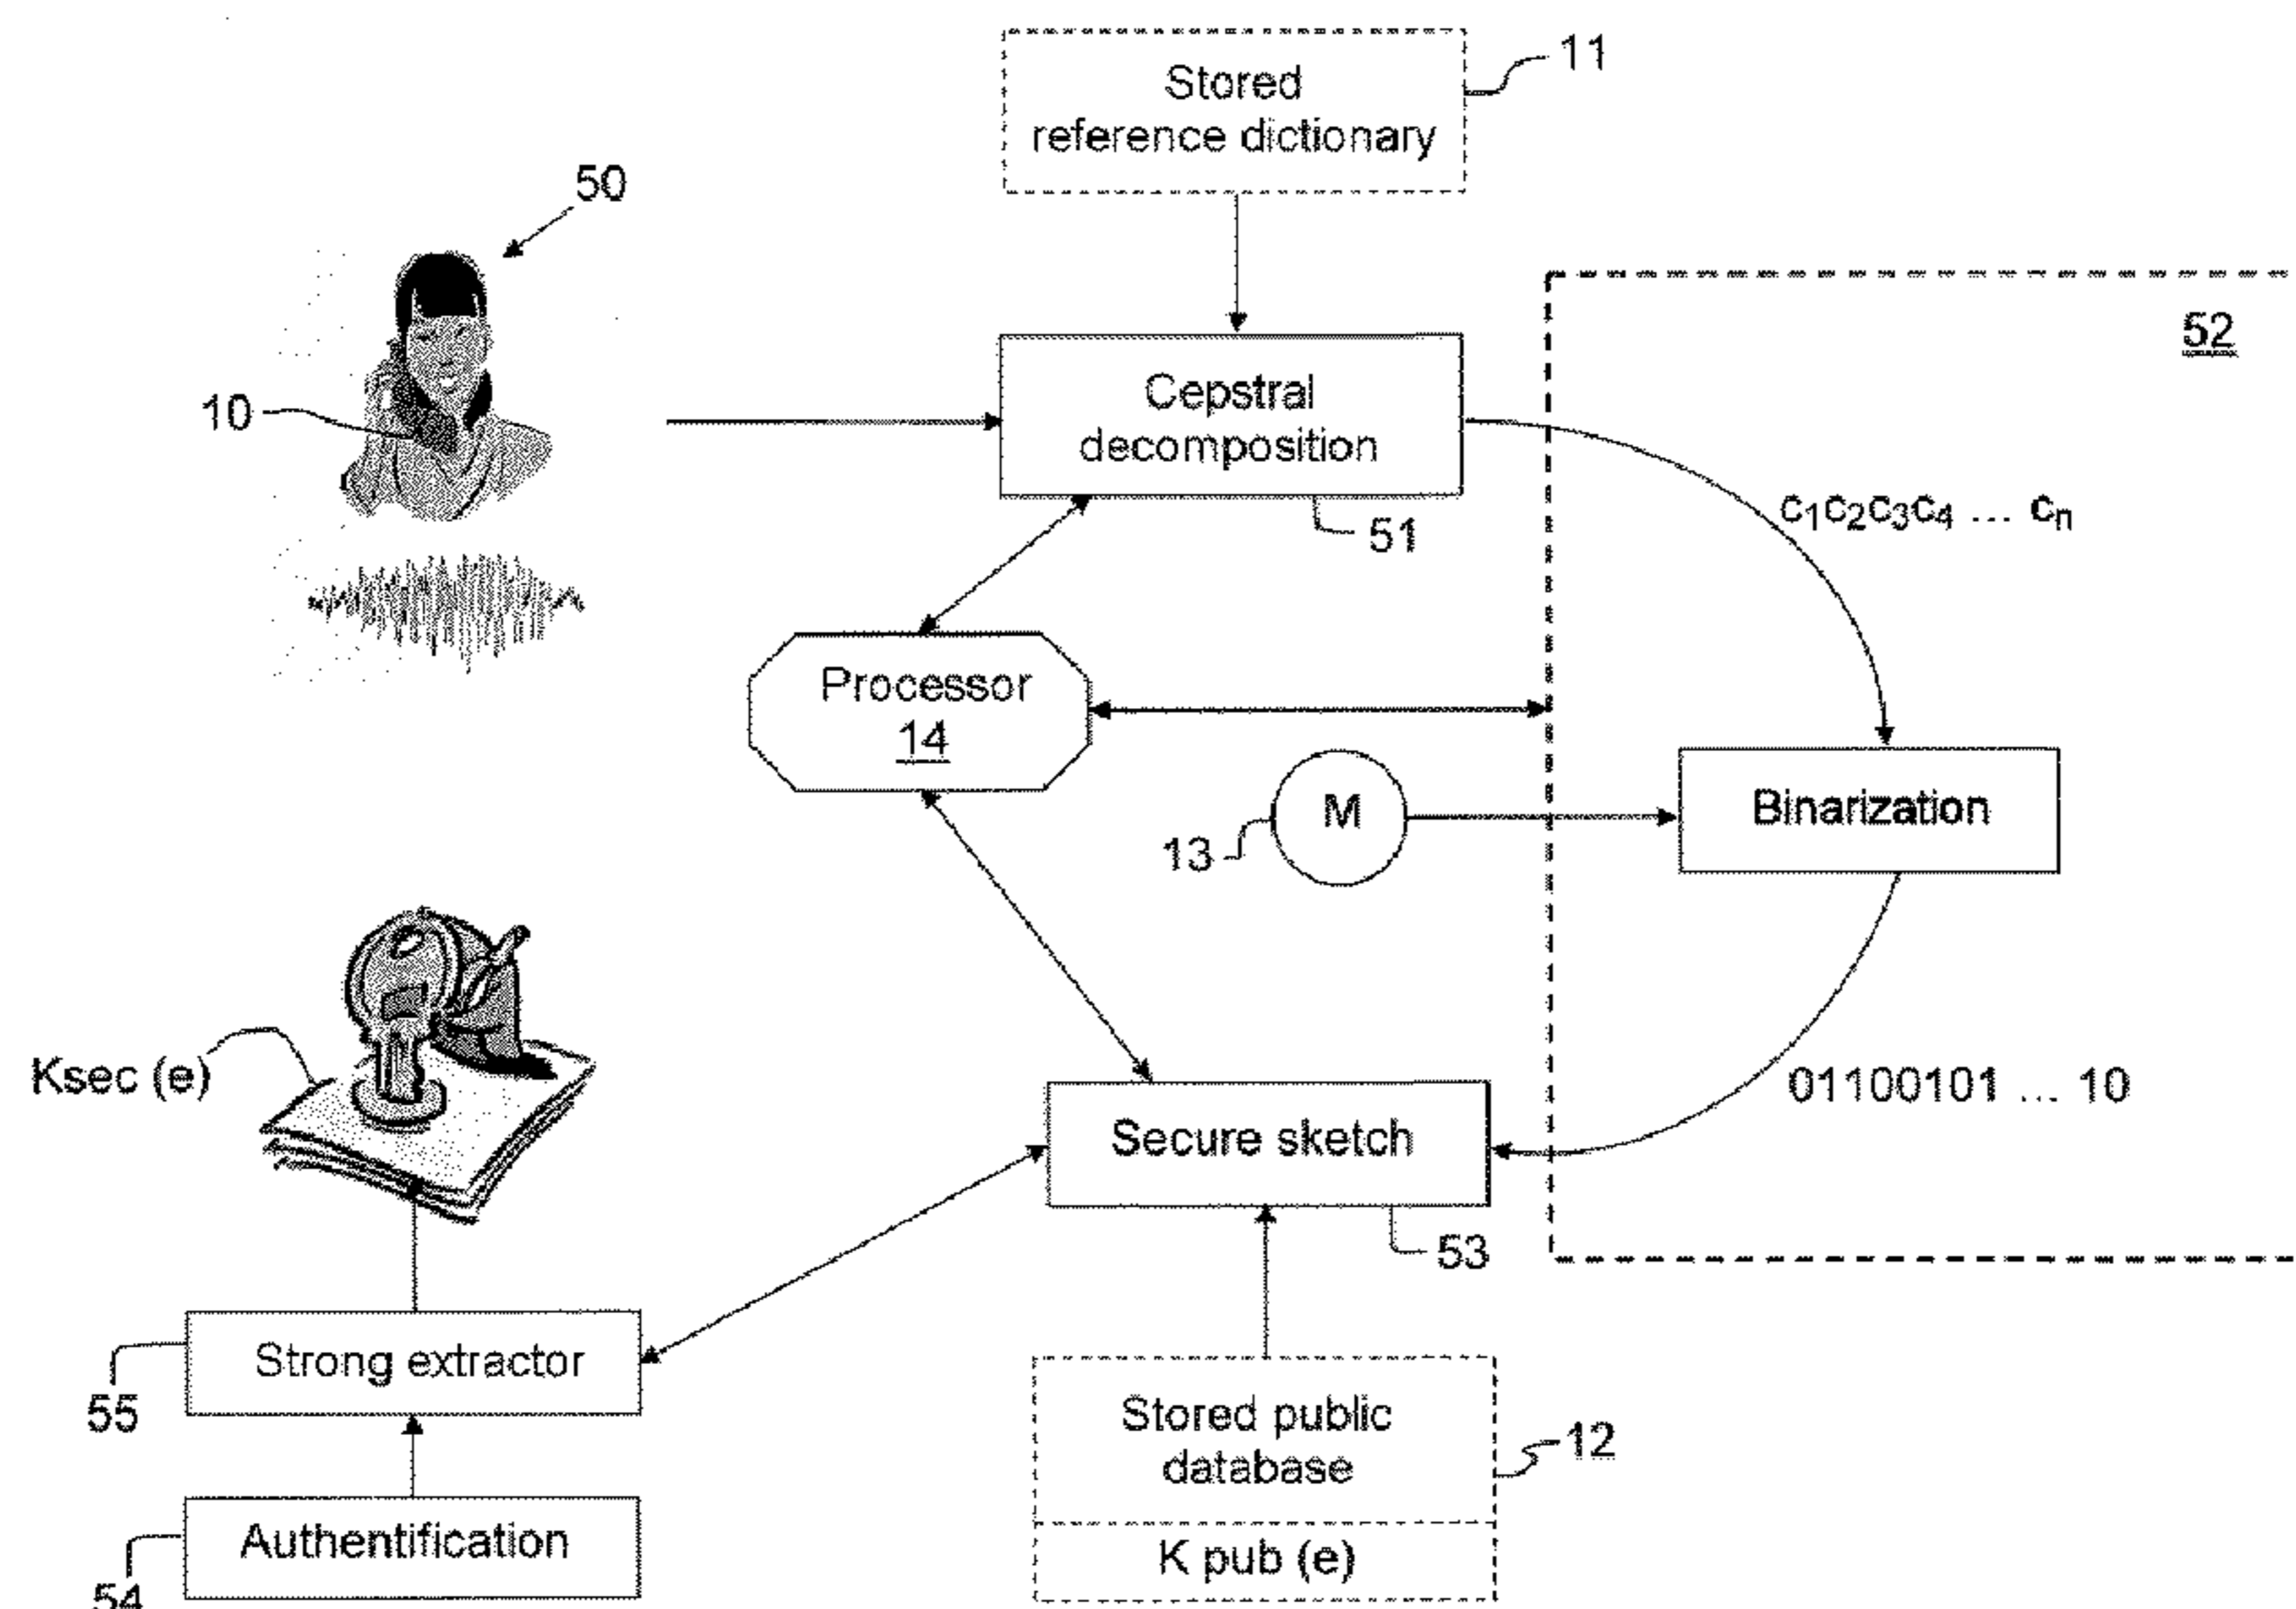 Stored
reference dictionary
11
50
52
10
Cepstral
decomposition
c1c2c3c4 ... cn
51
Processor
14
M
13
Binarization
Ksec (e)
Secure sketch
01100101 ... 10
53
Strong extractor
55
Stored public
database
12
Authentification
K pub (e)
54